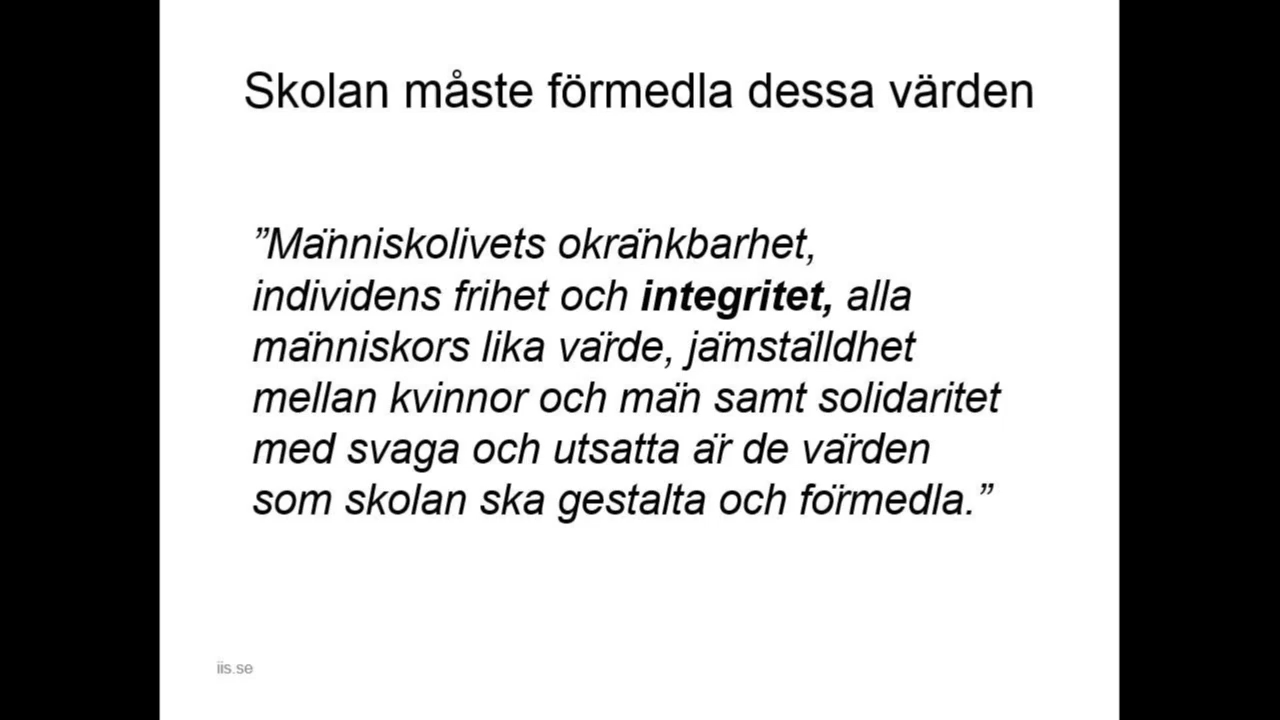 Skolan måste förmedla dessa värden
”Människolivets okränkbarhet,
individens frihet och integritet, alla
människors lika värde, jämställdhet
mellan kvinnor och män samt solidaritet
med svaga och utsatta är de värden
som skolan ska gestalta och förmedla.”
iis.se